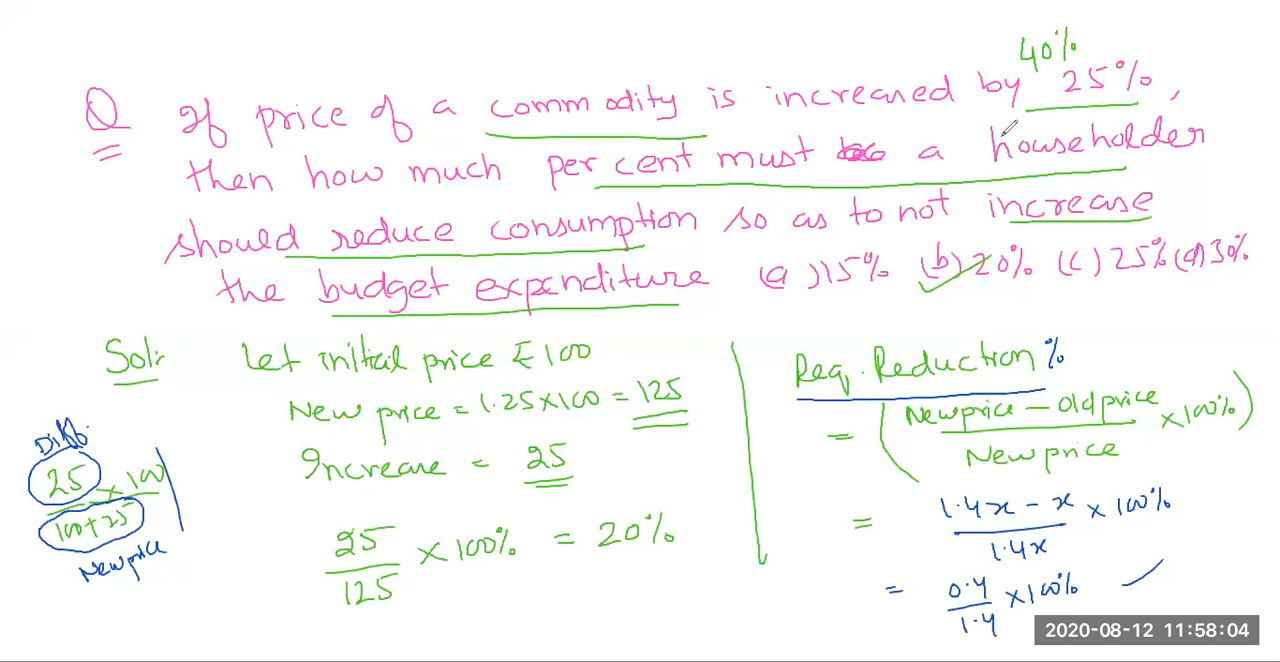 40%
Q If price of a commodity is increased by 25%,
then how much per cent must a householder
should reduce consumption so as to not increase
the budget expenditure (a) 15% (b) 20% (c) 25% (d) 30%
Sol: Let initial price ₹ 100
New price = 1.25 × 100 = 125
Increase = 25
25/125 × 100% = 20%
Diff.
25/100+25 × 100
New price
Req. Reduction %
= (New price - Old price/New price × 100%)
= 1.4x - x/1.4x × 100%
= 0.4/1.4 × 100%
2020-08-12 11:58:04